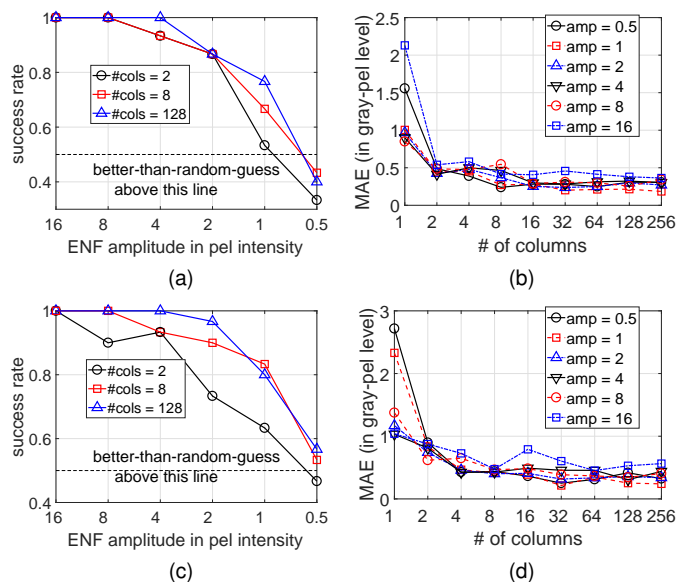 1
0.8
0.6
0.4
success rate
#cols = 2
#cols = 8
#cols = 128
better-than-random-guess
above this line
16 8 4 2 1 0.5
ENF amplitude in pel intensity
(a)
2.5
2
1.5
1
0.5
0
MAE (in gray-pel level)
amp = 0.5
amp = 1
amp = 2
amp = 4
amp = 8
amp = 16
1 2 4 8 16 32 64 128 256
# of columns
(b)
1
0.8
0.6
0.4
success rate
#cols = 2
#cols = 8
#cols = 128
better-than-random-guess
above this line
16 8 4 2 1 0.5
ENF amplitude in pel intensity
(c)
3
2
1
0
MAE (in gray-pel level)
amp = 0.5
amp = 1
amp = 2
amp = 4
amp = 8
amp = 16
1 2 4 8 16 32 64 128 256
# of columns
(d)